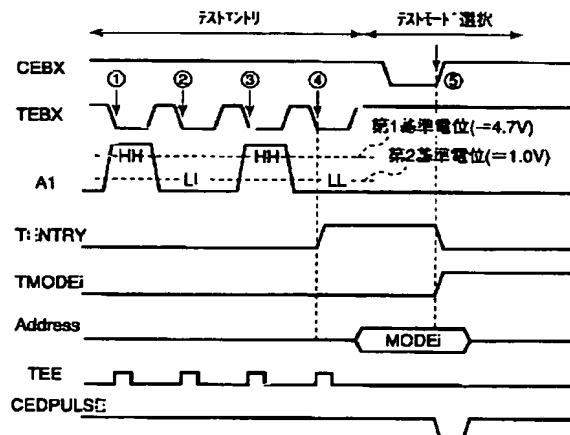 テストエントリ テストモード選択
CEBX
① ② ③ ④ ⑤
TEBX
第1基準電位(=4.7V)
HH HH 第2基準電位(=1.0V)
A1 LL LL
TENTRY
TMODEi
Address
MODEi
TEE
CEDPULSE